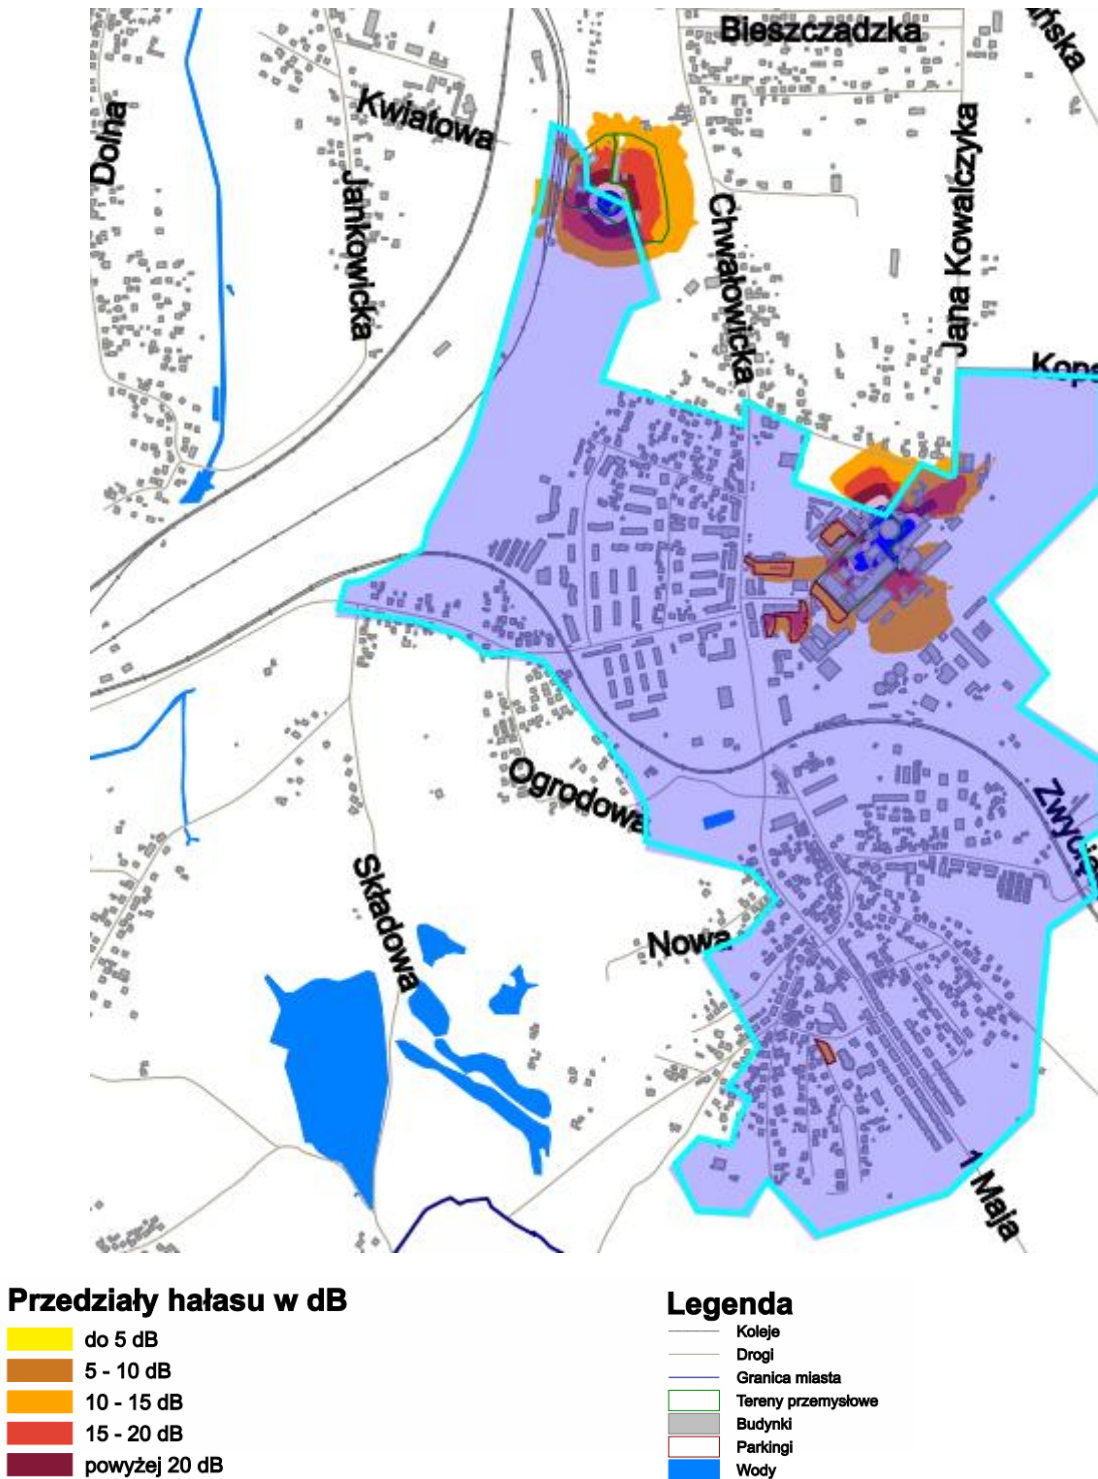 Bieszczadzka
Kwiatowa
Dolna
Jankowicka
Chwałowicka
Jana Kowalczyka
Ogrodowa
Składowa
Nowa
1 Maja
Przedziały hałasu w dB
do 5 dB
5 - 10 dB
10 - 15 dB
15 - 20 dB
powyżej 20 dB
Legenda
Koleje
Drogi
Granica miasta
Tereny przemysłowe
Budynki
Parkingi
Wody